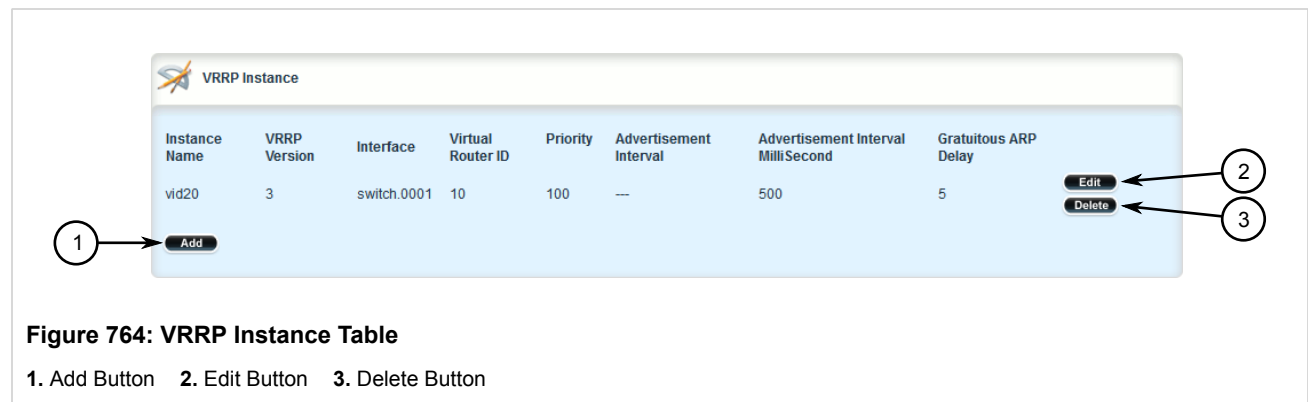 VRRP Instance
Instance Name VRRP Version Interface Virtual Router ID Priority Advertisement Interval Advertisement Interval MilliSecond Gratuitous ARP Delay
vid20 3 switch.0001 10 100 --- 500 5
Edit 2
Delete 3
1 Add
Figure 764: VRRP Instance Table
1. Add Button 2. Edit Button 3. Delete Button